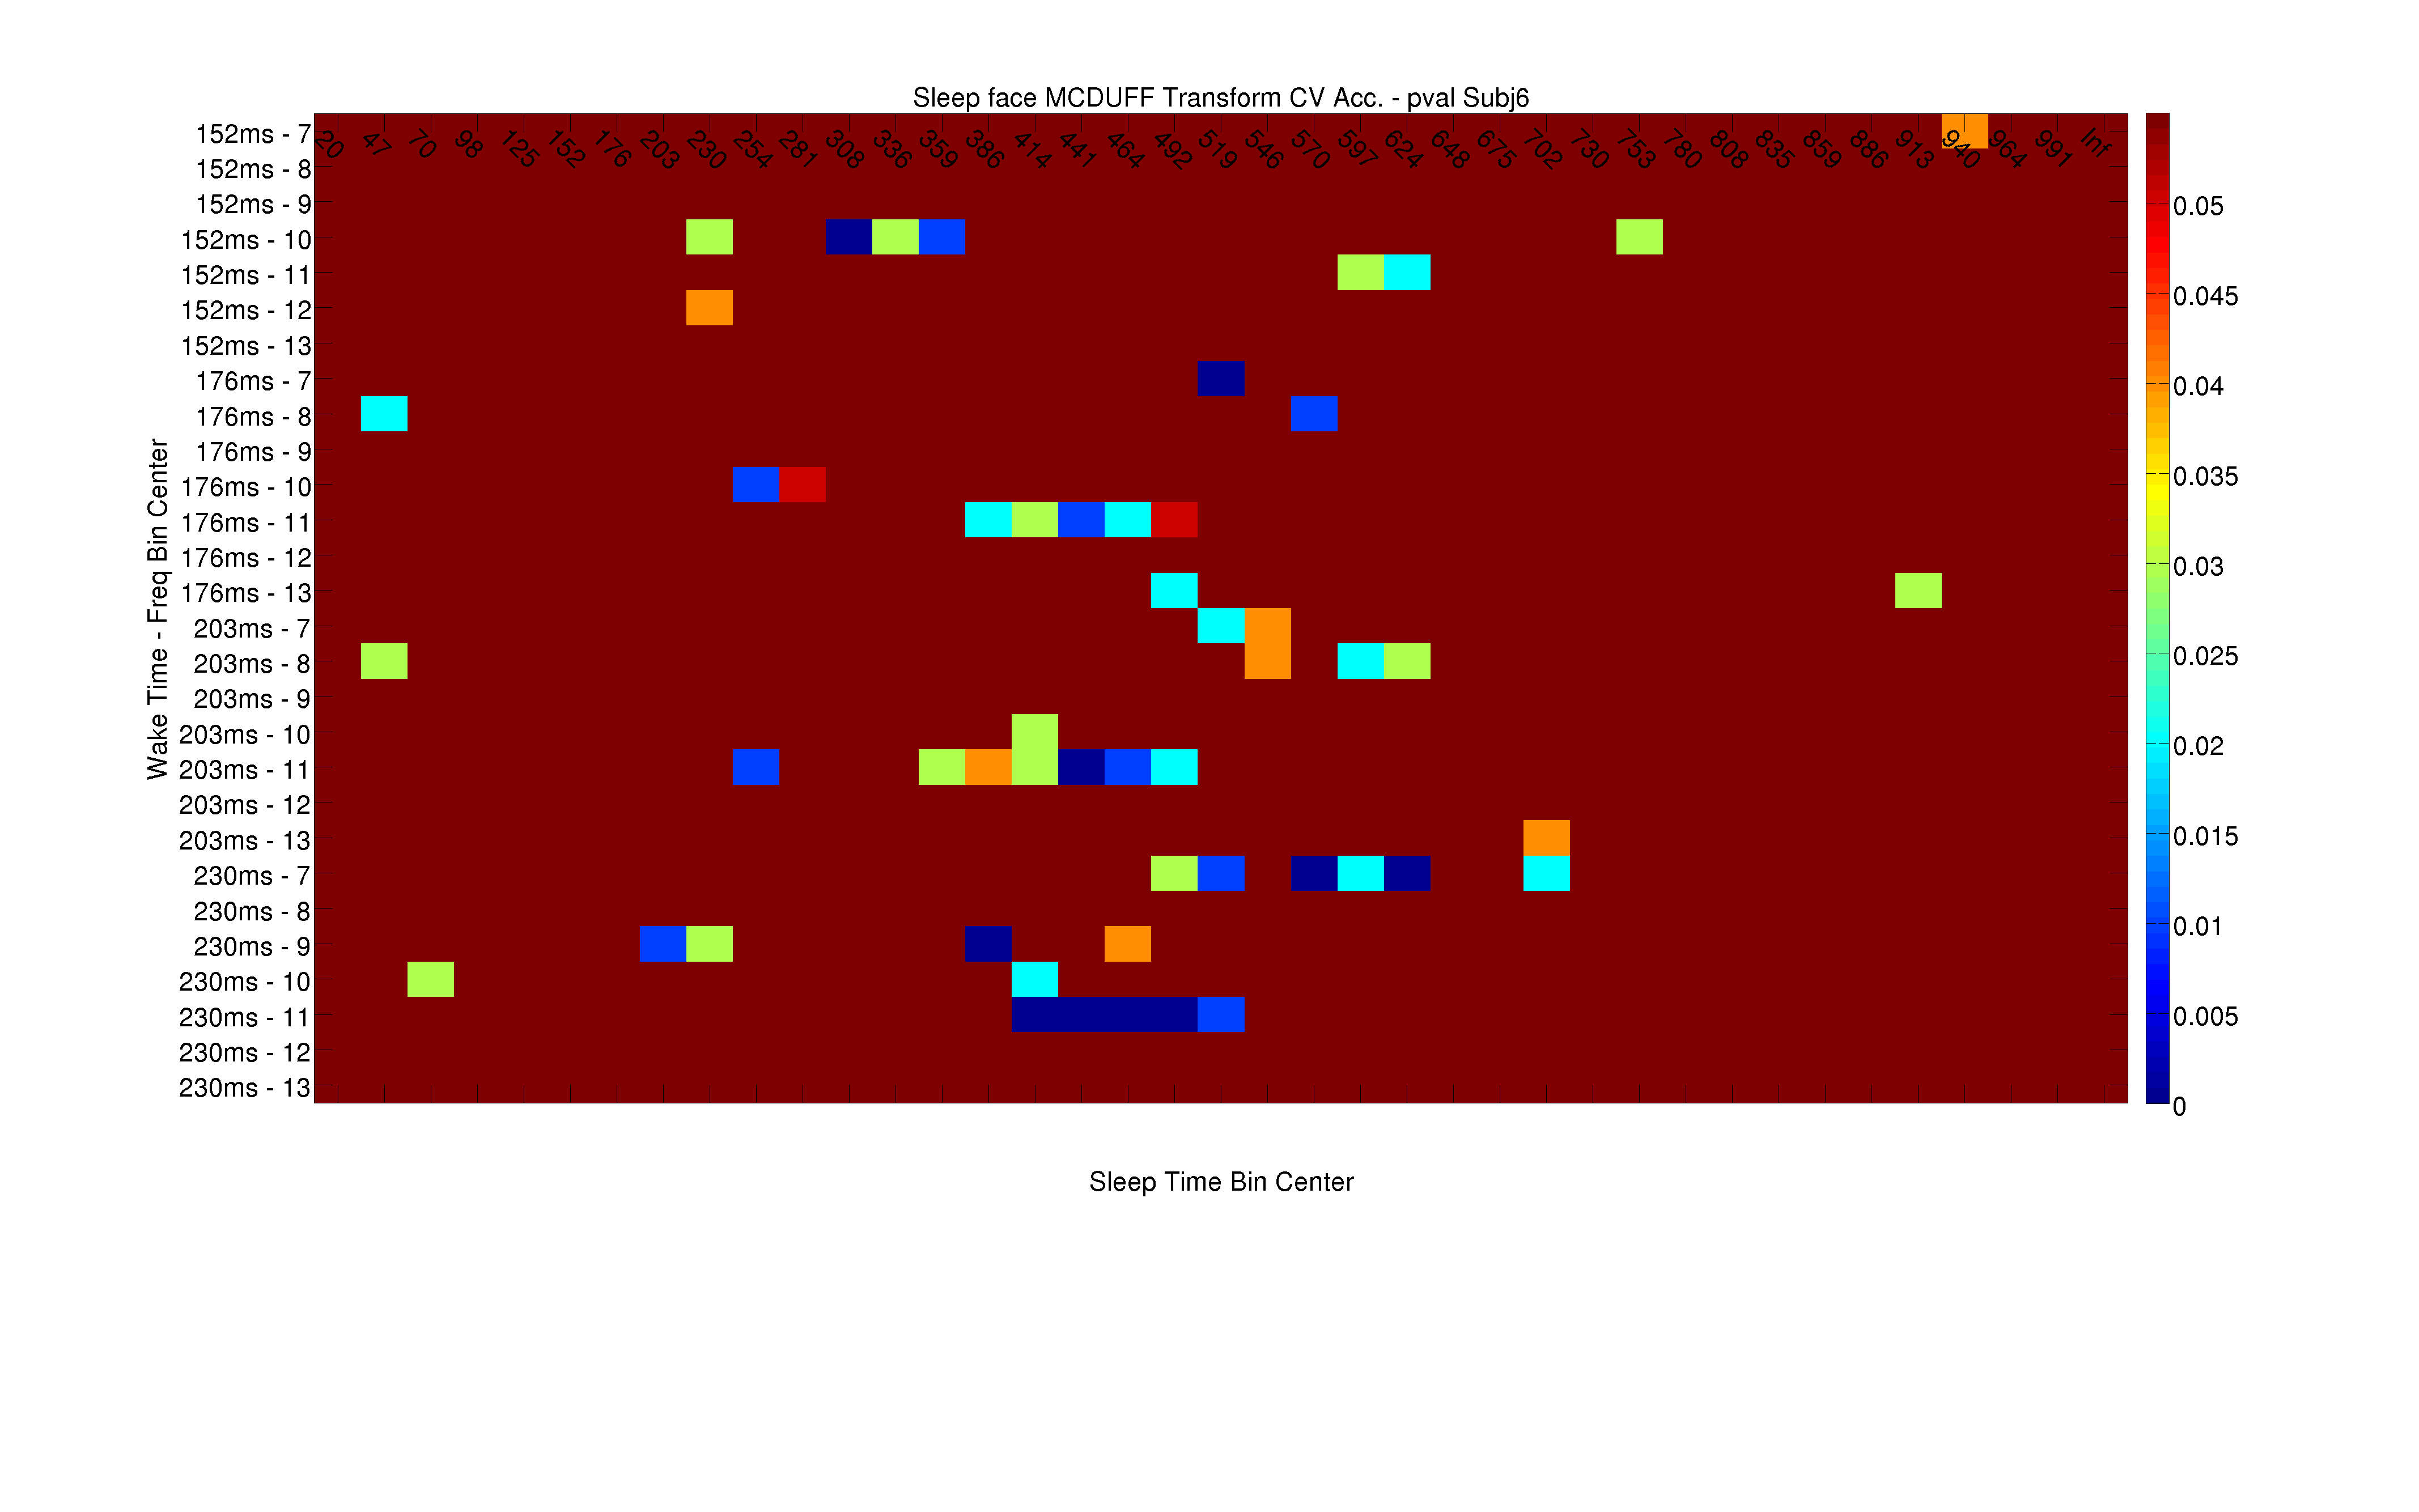 Sleep face MCDUFF Transform CV Acc. - pval Subj6
20 47 70 98 125 152 176 203 230 254 281 308 336 359 386 414 441 464 492 519 546 570 597 624 648 675 702 730 753 780 808 835 859 886 913 940 964 991 Inf
152ms - 7
152ms - 8
152ms - 9
152ms - 10
152ms - 11
152ms - 12
152ms - 13
176ms - 7
176ms - 8
176ms - 9
176ms - 10
176ms - 11
176ms - 12
176ms - 13
203ms - 7
203ms - 8
203ms - 9
203ms - 10
203ms - 11
203ms - 12
203ms - 13
230ms - 7
230ms - 8
230ms - 9
230ms - 10
230ms - 11
230ms - 12
230ms - 13
Wake Time - Freq Bin Center
0.05
0.045
0.04
0.035
0.03
0.025
0.02
0.015
0.01
0.005
0
Sleep Time Bin Center